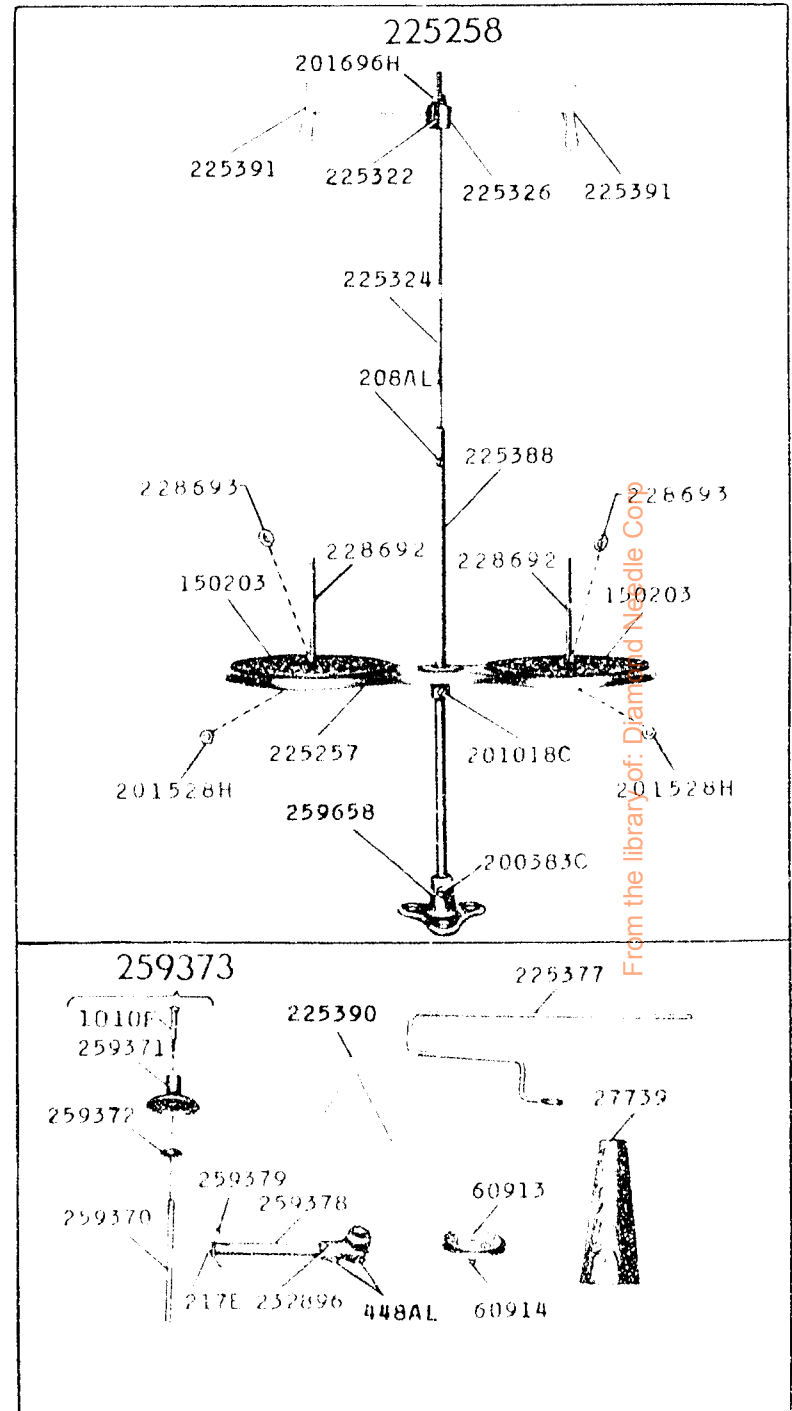 225258
201696H
225391
225322
225326
225391
225324
208AL
225388
228693
228693
228692
228692
150203
150203
225257
201018C
201528H
201528H
259658
200383C
From the library of: Diamond Needle Corp
259373
225377
1010F
225390
259371
27739
259372
259379
60913
259378
259370
217E
232896
448AL
60914